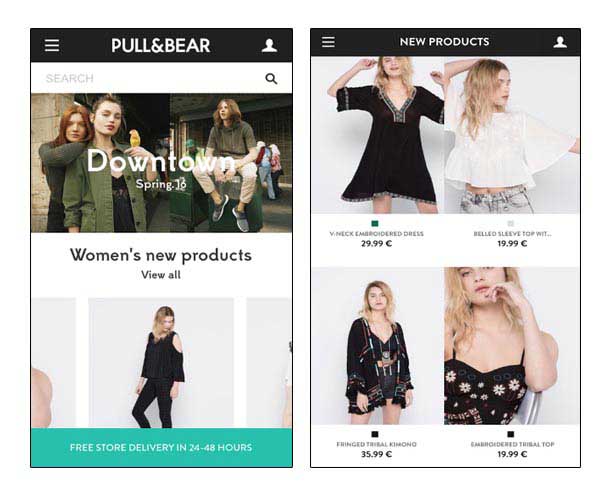 PULL&BEAR
SEARCH
Downtown
Spring.16
Women's new products
View all
FREE STORE DELIVERY IN 24-48 HOURS
NEW PRODUCTS
V-NECK EMBROIDERED DRESS
29.99 €
BELLED SLEEVE TOP WIT...
19.99 €
FRINGED TRIBAL KIMONO
35.99 €
EMBROIDERED TRIBAL TOP
19.99 €